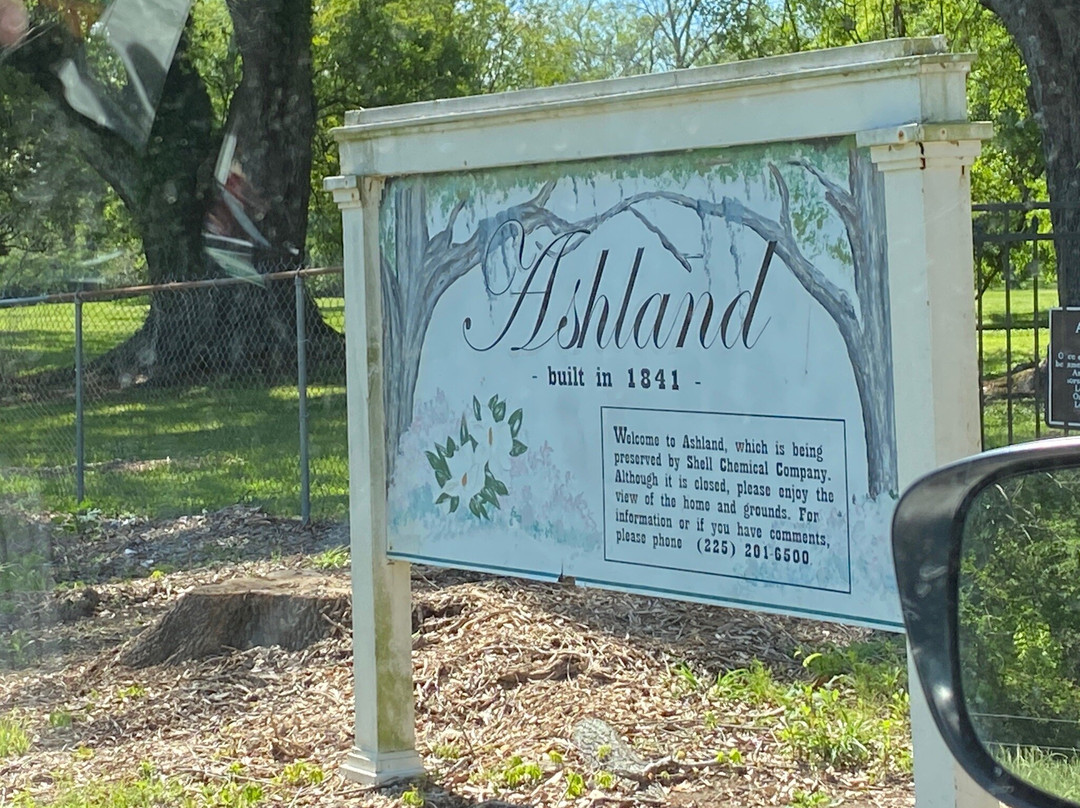 Ashland
- built in 1841 -
Welcome to Ashland, which is being
preserved by Shell Chemical Company.
Although it is closed, please enjoy the
view of the home and grounds. For
information or if you have comments,
please phone (225) 201-6500